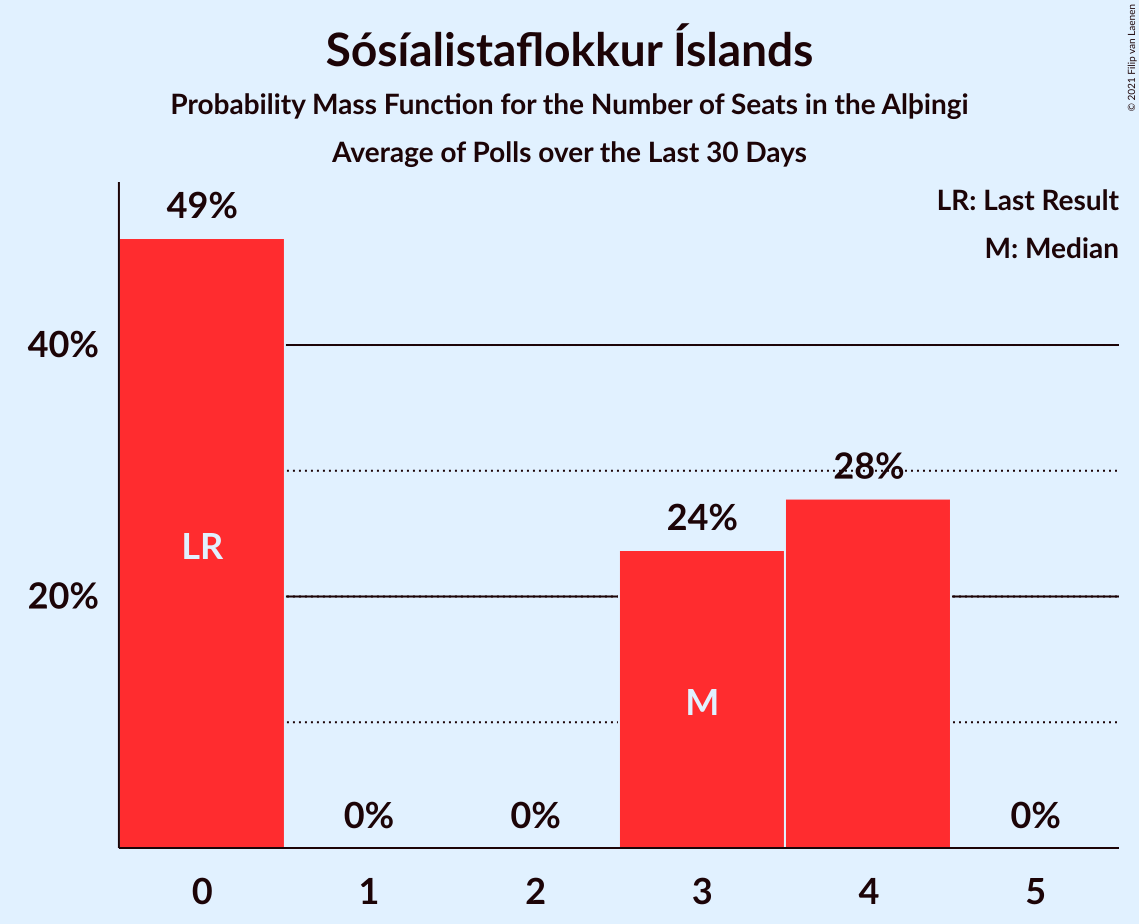 Sósíalistaflokkur Íslands
Probability Mass Function for the Number of Seats in the Alþingi
Average of Polls over the Last 30 Days
© 2021 Filip van Laenen
LR: Last Result
M: Median
49%
40%
28%
24%
LR
20%
M
0%
0%
0%
0 1 2 3 4 5